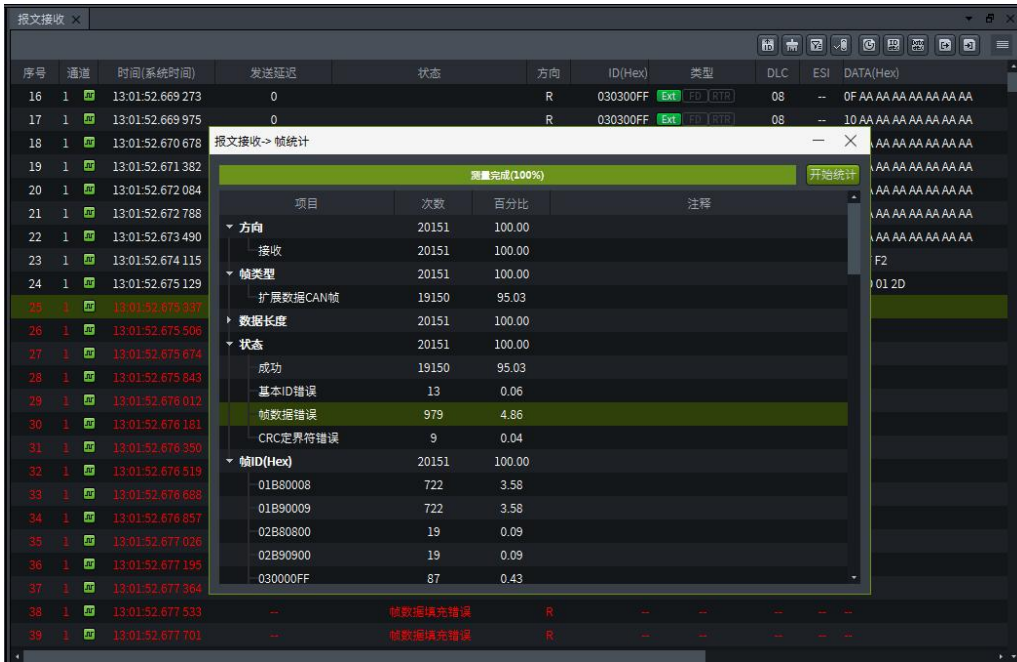 报文接收
序号 通道 时间(系统时间) 发送延迟 状态 方向 ID(Hex) 类型 DLC ESI DATA(Hex)
16 1 13:01:52.669 273 0 R 030300FF Ext FD RTR 08 -- 0F AA AA AA AA AA AA AA
17 1 13:01:52.669 975 0 R 030300FF Ext FD RTR 08 -- 10 AA AA AA AA AA AA AA
18 1 13:01:52.670 678 AA AA AA AA AA AA AA
19 1 13:01:52.671 382 AA AA AA AA AA AA AA
20 1 13:01:52.672 084 AA AA AA AA AA AA AA
21 1 13:01:52.672 788 AA AA AA AA AA AA AA
22 1 13:01:52.673 490 AA AA AA AA AA AA AA
23 1 13:01:52.674 115 F2
24 1 13:01:52.675 129 01 2D
25 1 13:01:52.675 337
26 1 13:01:52.675 506
27 1 13:01:52.675 674
28 1 13:01:52.675 843
29 1 13:01:52.676 012
30 1 13:01:52.676 181
31 1 13:01:52.676 350
32 1 13:01:52.676 519
33 1 13:01:52.676 688
34 1 13:01:52.676 857
35 1 13:01:52.677 026
36 1 13:01:52.677 195
37 1 13:01:52.677 364
38 1 13:01:52.677 533 -- 帧数据填充错误 R -- -- -- -- --
39 1 13:01:52.677 701 -- 帧数据填充错误 R -- -- -- -- --
报文接收-> 帧统计
测量完成(100%) 开始统计
项目 次数 百分比 注释
方向 20151 100.00
接收 20151 100.00
帧类型 20151 100.00
扩展数据CAN帧 19150 95.03
数据长度 20151 100.00
状态 20151 100.00
成功 19150 95.03
基本ID错误 13 0.06
帧数据错误 979 4.86
CRC定界符错误 9 0.04
帧ID(Hex) 20151 100.00
01B80008 722 3.58
01B90009 722 3.58
02B80800 19 0.09
02B90900 19 0.09
030000FF 87 0.43